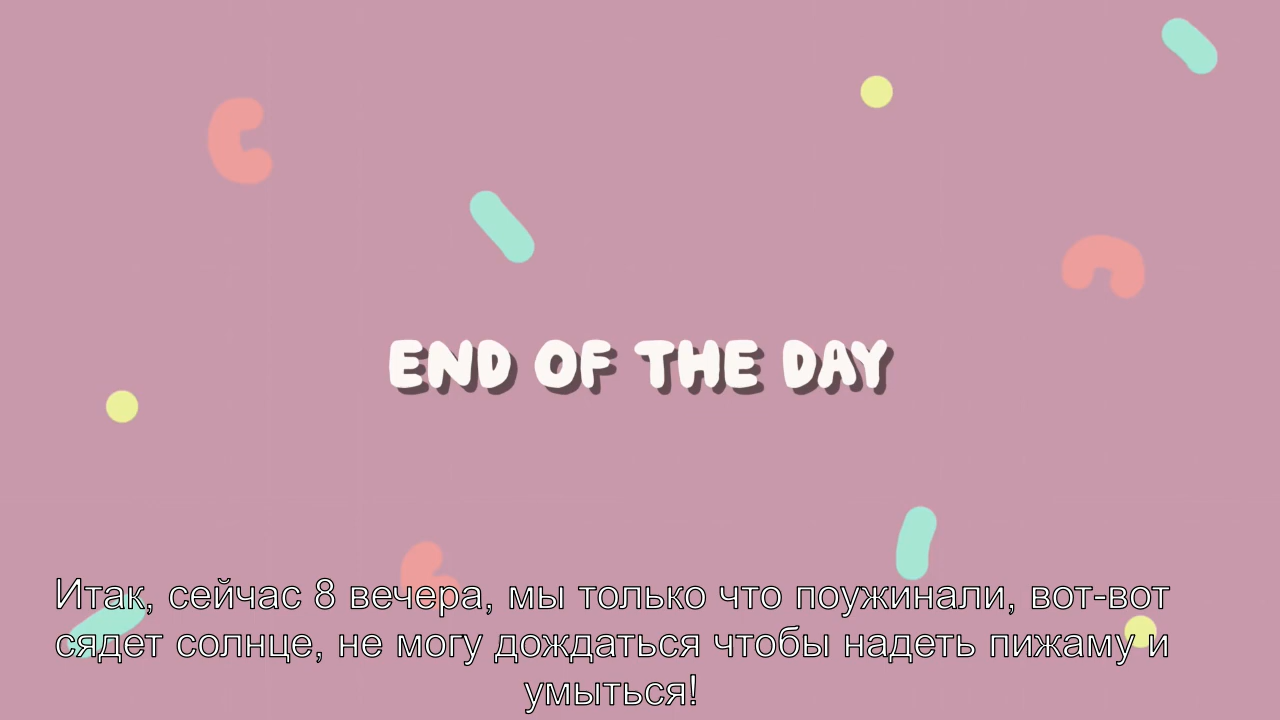 END OF THE DAY
Итак, сейчас 8 вечера, мы только что поужинали, вот-вот
сядет солнце, не могу дождаться чтобы надеть пижаму и
умыться!